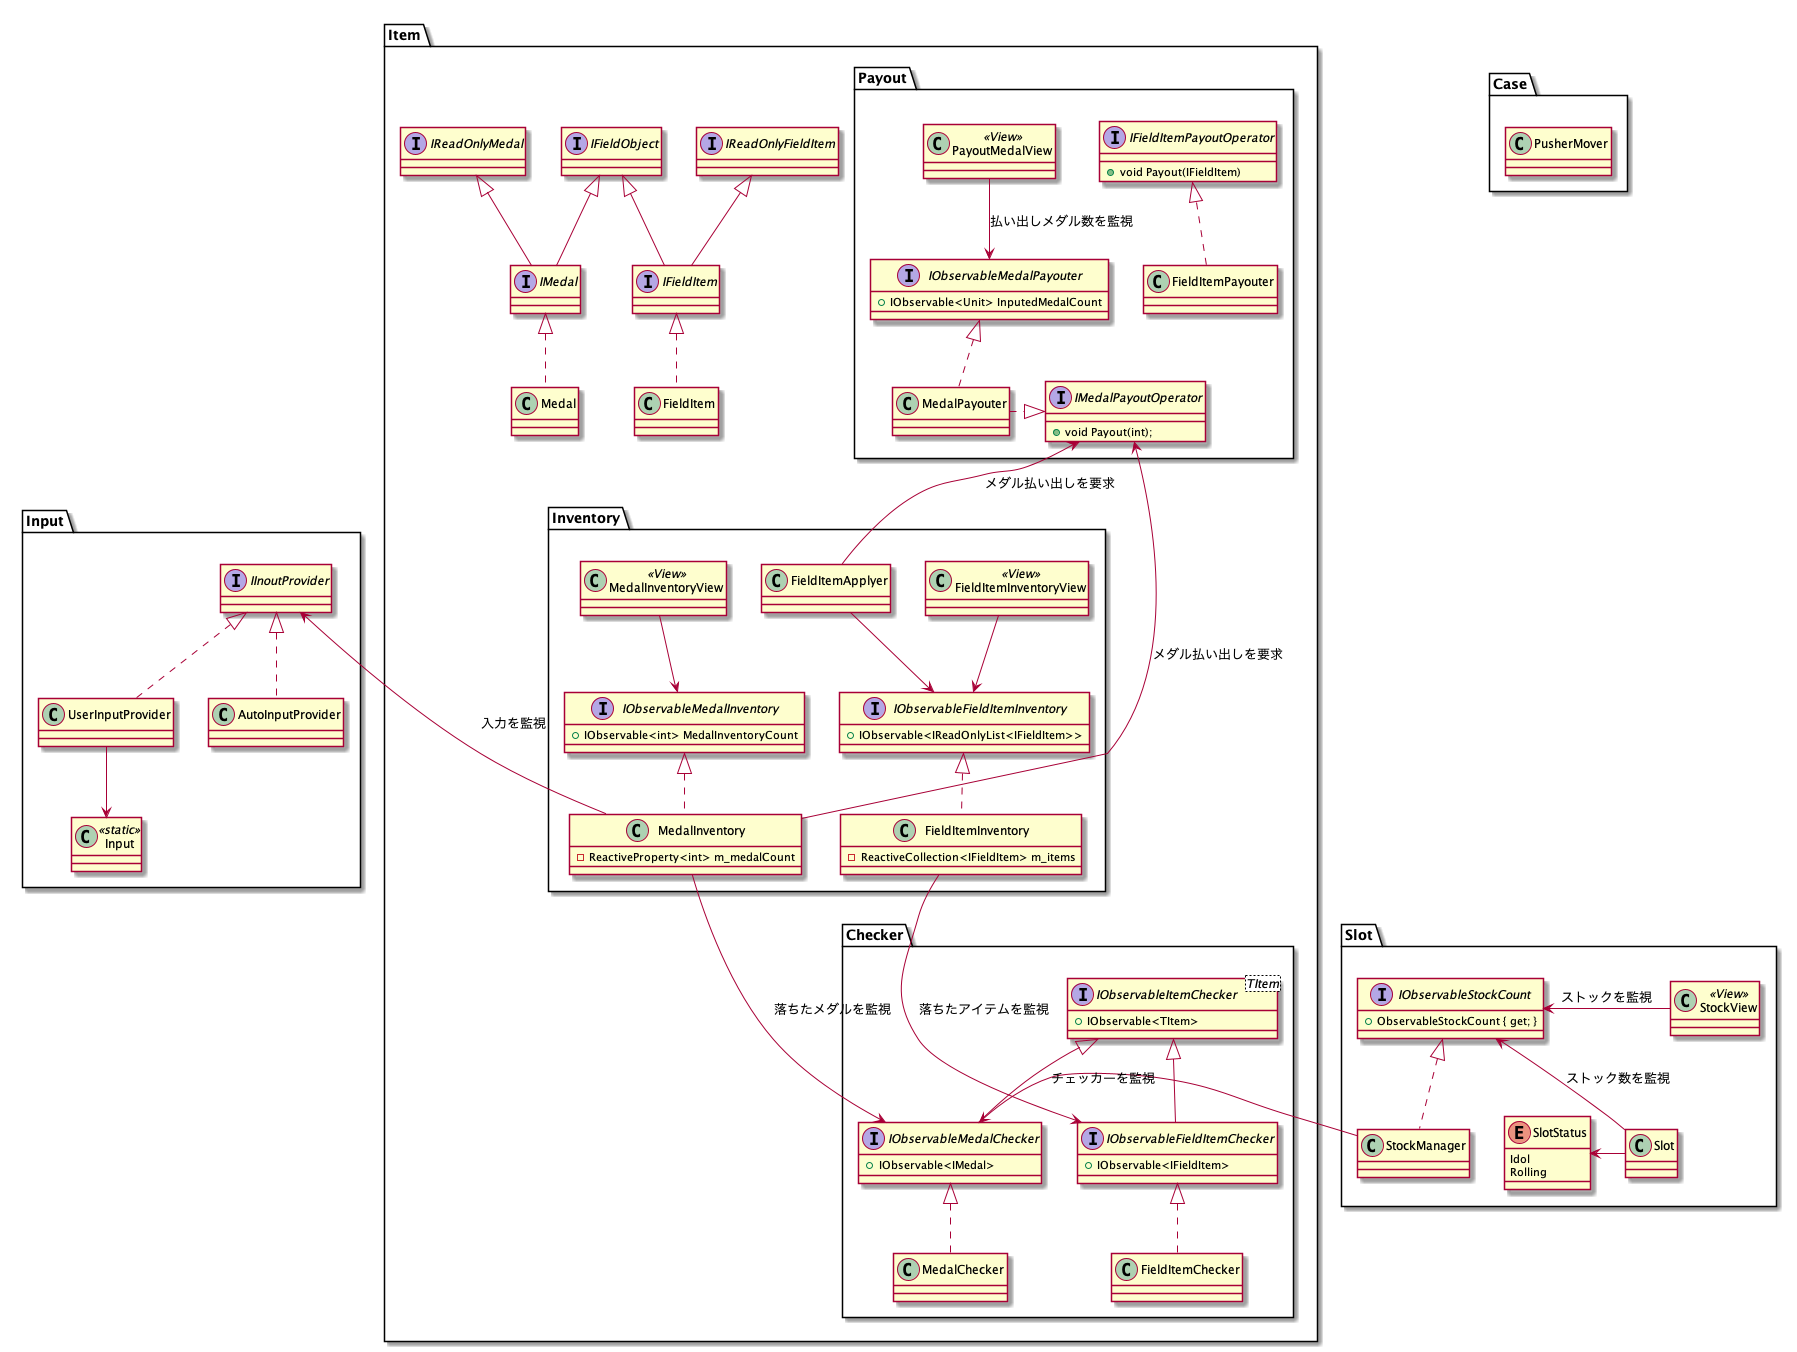 Item
Payout
Case
I IReadOnlyMedal
I IFieldObject
I IReadOnlyFieldItem
C «View»
PayoutMedalView
I IFieldItemPayoutOperator
void Payout(IFieldItem)
C PusherMover
払い出しメダル数を監視
I IMedal
I IFieldItem
I IObservableMedalPayouter
IObservable<Unit> InputedMedalCount
C FieldItemPayouter
C Medal
C FieldItem
C MedalPayouter
I IMedalPayoutOperator
void Payout(int);
メダル払い出しを要求
Input
Inventory
I IInoutProvider
C «View»
MedalInventoryView
C FieldItemApplyer
C «View»
FieldItemInventoryView
メダル払い出しを要求
C UserInputProvider
C AutoInputProvider
入力を監視
I IObservableMedalInventory
IObservable<int> MedalInventoryCount
I IObservableFieldItemInventory
IObservable<IReadOnlyList<IFieldItem>>
C «static»
Input
C MedalInventory
ReactiveProperty<int> m_medalCount
C FieldItemInventory
ReactiveCollection<IFieldItem> m_items
Checker
Slot
落ちたメダルを監視
落ちたアイテムを監視
I IObservableItemChecker
TItem
IObservable<TItem>
I IObservableStockCount
ObservableStockCount { get; }
ストックを監視
C «View»
StockView
チェッカーを監視
ストック数を監視
I IObservableMedalChecker
IObservable<IMedal>
I IObservableFieldItemChecker
IObservable<IFieldItem>
C StockManager
E SlotStatus
Idol
Rolling
C Slot
C MedalChecker
C FieldItemChecker